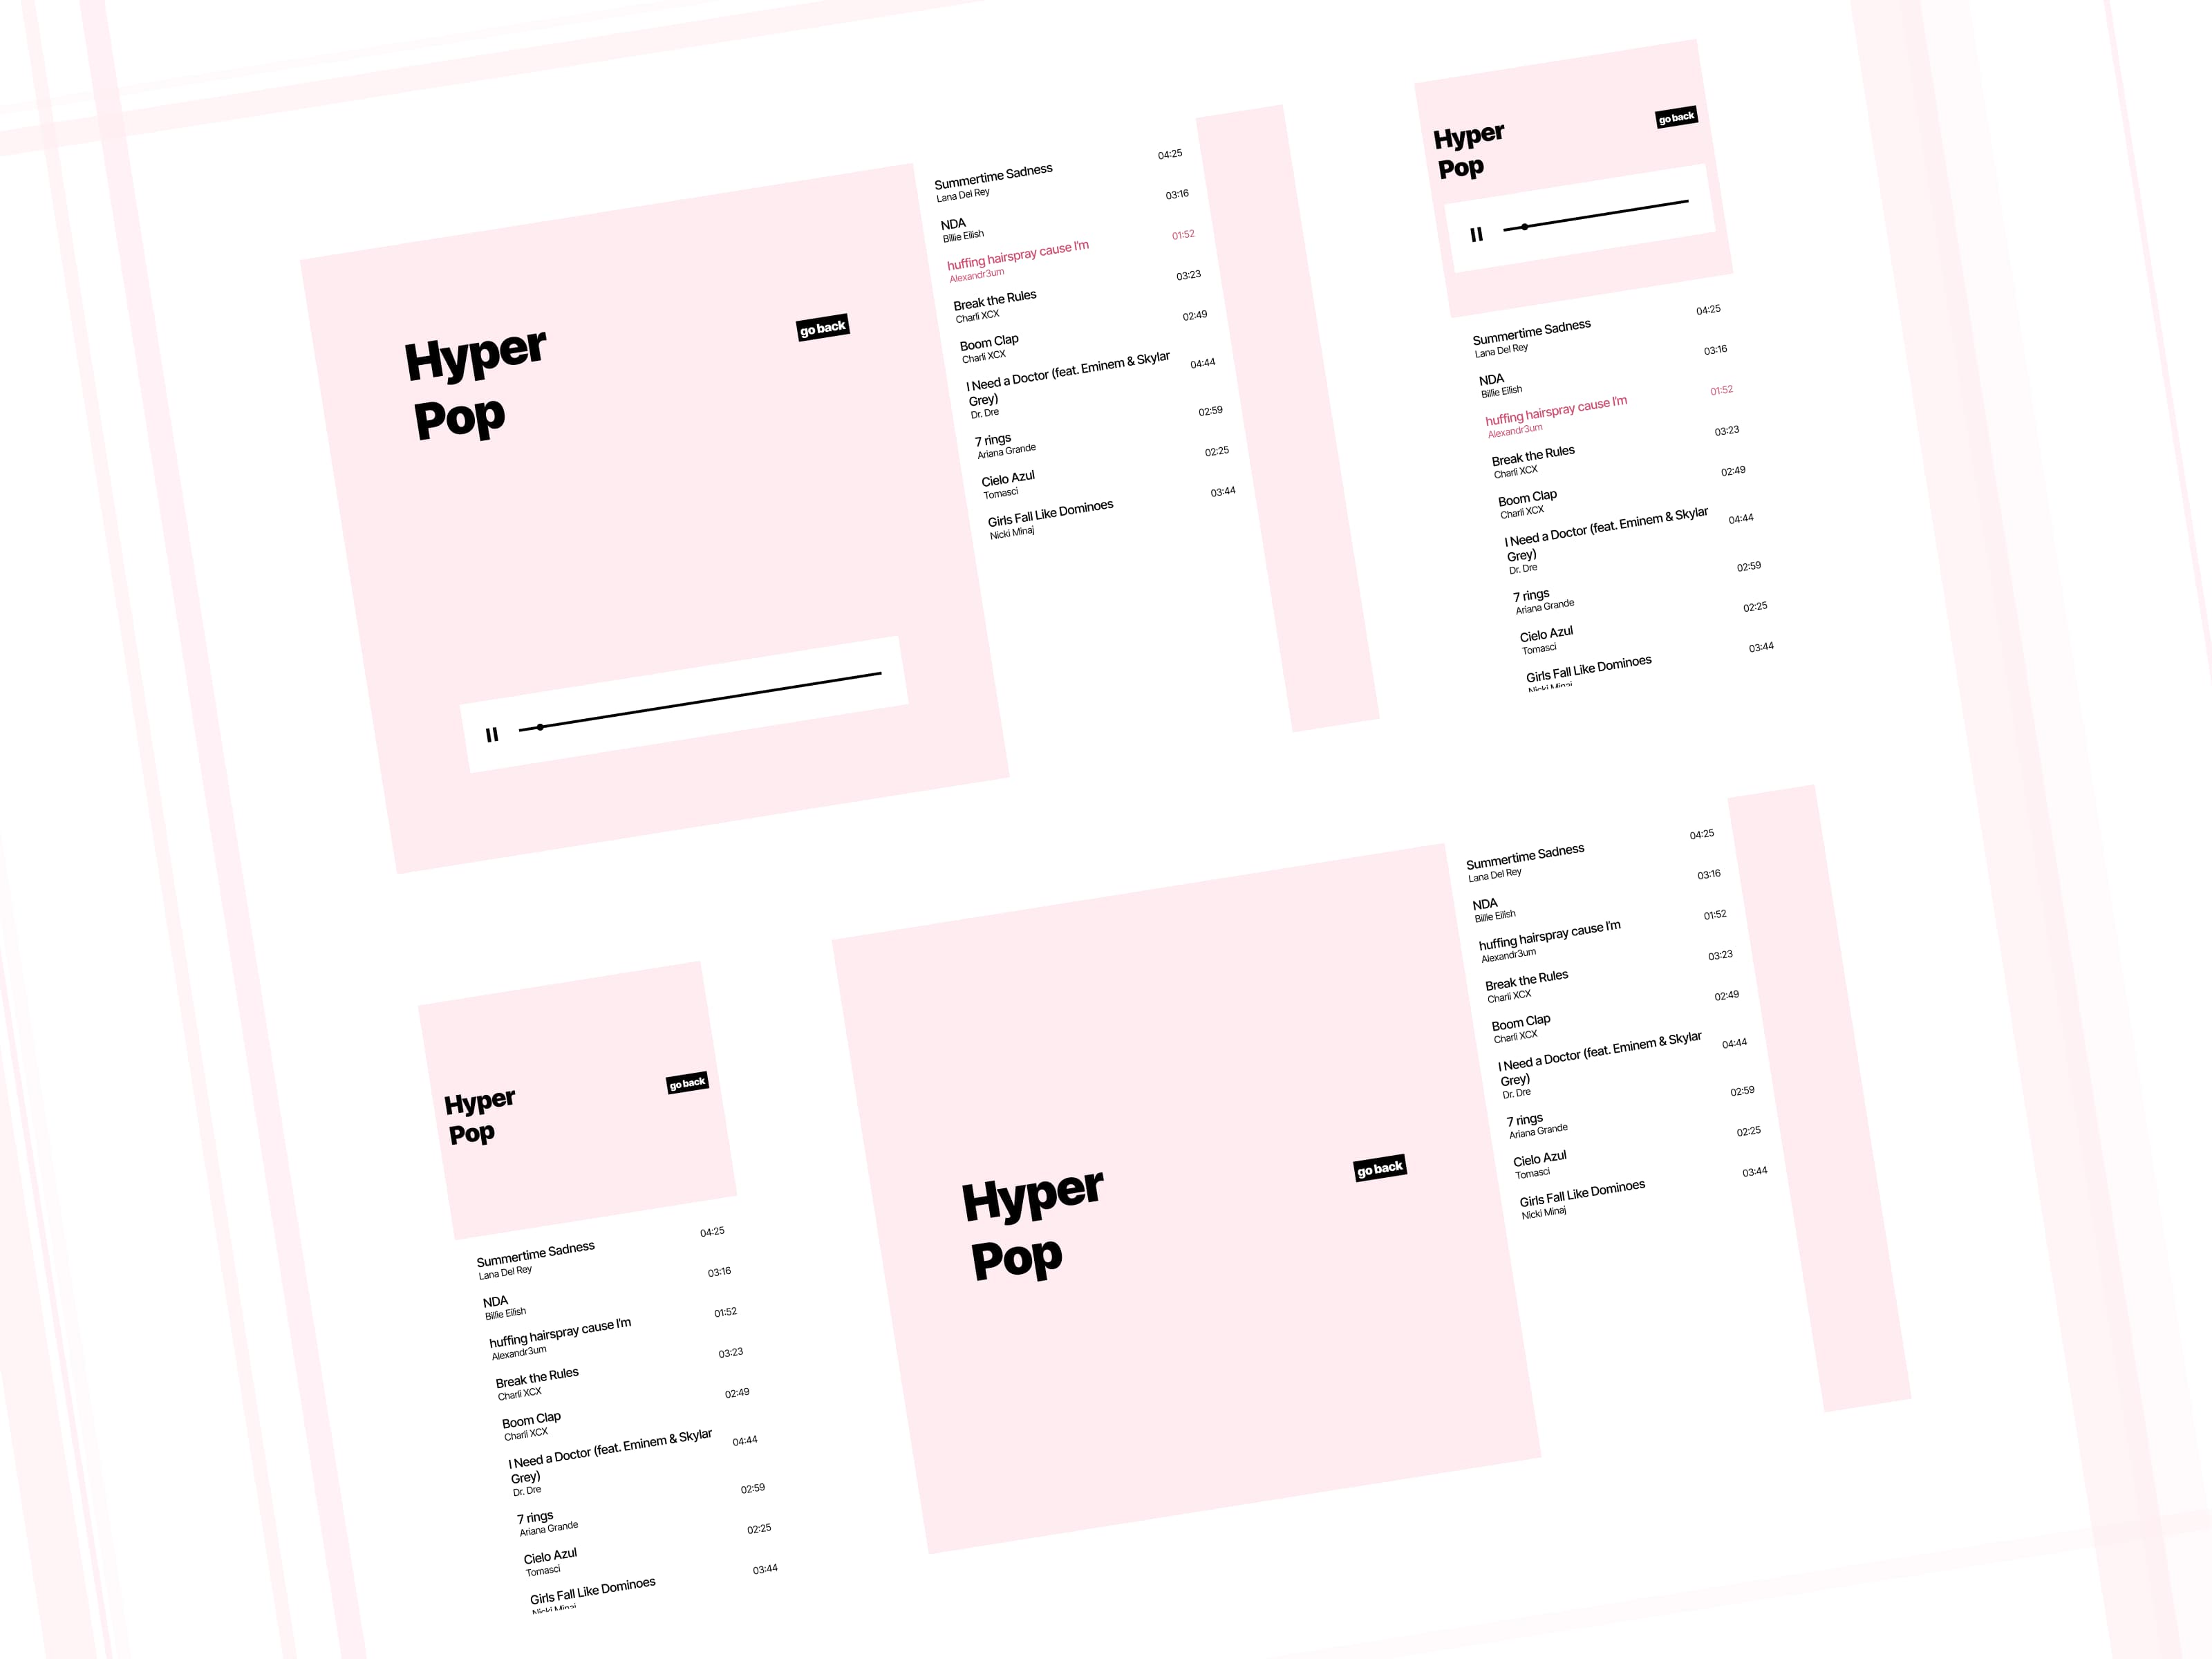 Hyper
Pop
go back
Summertime Sadness 04:25
Lana Del Rey
NDA 03:16
Billie Eilish
huffing hairspray cause I'm 01:52
Alexandr3um
Break the Rules 03:23
Charli XCX
Boom Clap 02:49
Charli XCX
I Need a Doctor (feat. Eminem & Skylar 04:44
Grey)
Dr. Dre
7 rings 02:59
Ariana Grande
Cielo Azul 02:25
Tomasci
Girls Fall Like Dominoes 03:44
Nicki Minaj
Hyper
Pop
go back
Summertime Sadness 04:25
Lana Del Rey
NDA 03:16
Billie Eilish
huffing hairspray cause I'm 01:52
Alexandr3um
Break the Rules 03:23
Charli XCX
Boom Clap 02:49
Charli XCX
I Need a Doctor (feat. Eminem & Skylar 04:44
Grey)
Dr. Dre
7 rings 02:59
Ariana Grande
Cielo Azul 02:25
Tomasci
Girls Fall Like Dominoes 03:44
Nicki Minaj
Hyper
Pop
go back
Summertime Sadness 04:25
Lana Del Rey
NDA 03:16
Billie Eilish
huffing hairspray cause I'm 01:52
Alexandr3um
Break the Rules 03:23
Charli XCX
Boom Clap 02:49
Charli XCX
I Need a Doctor (feat. Eminem & Skylar 04:44
Grey)
Dr. Dre
7 rings 02:59
Ariana Grande
Cielo Azul 02:25
Tomasci
Girls Fall Like Dominoes 03:44
Nicki Minaj
Hyper
Pop
go back
Summertime Sadness 04:25
Lana Del Rey
NDA 03:16
Billie Eilish
huffing hairspray cause I'm 01:52
Alexandr3um
Break the Rules 03:23
Charli XCX
Boom Clap 02:49
Charli XCX
I Need a Doctor (feat. Eminem & Skylar 04:44
Grey)
Dr. Dre
7 rings 02:59
Ariana Grande
Cielo Azul 02:25
Tomasci
Girls Fall Like Dominoes 03:44
Nicki Minaj